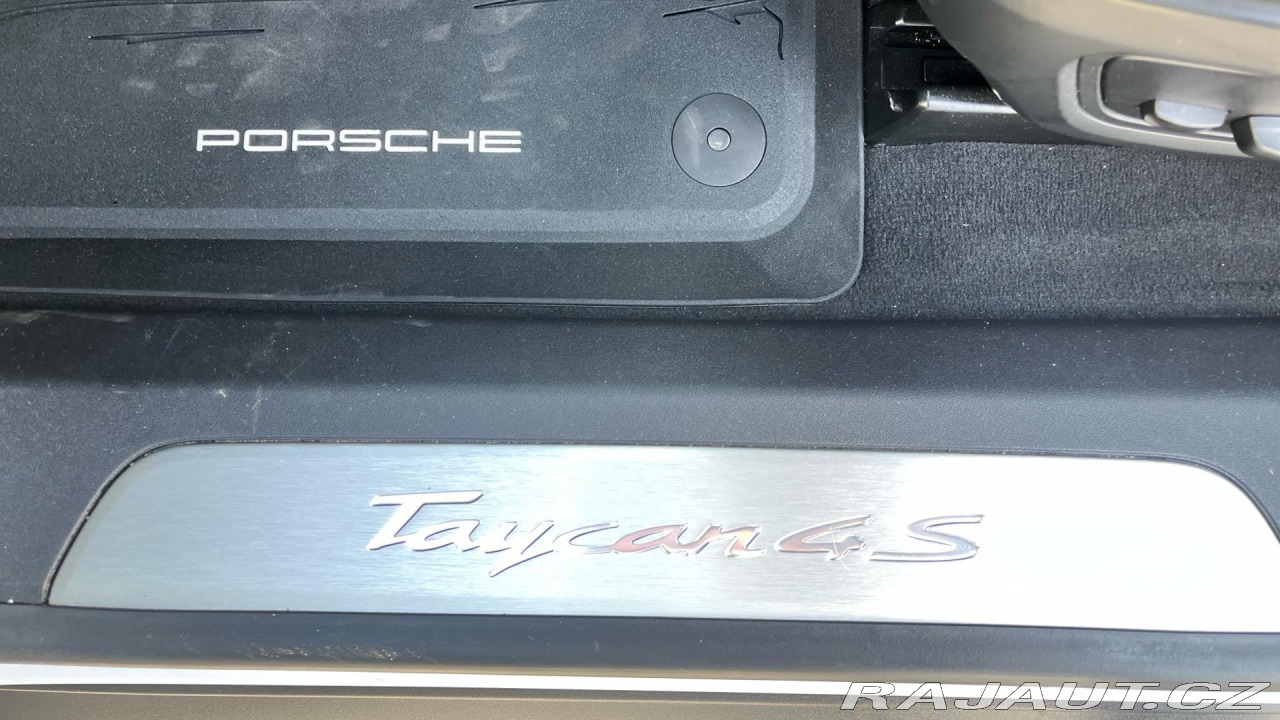 PORSCHE
Taycan 4S
RAJAUT.CZ